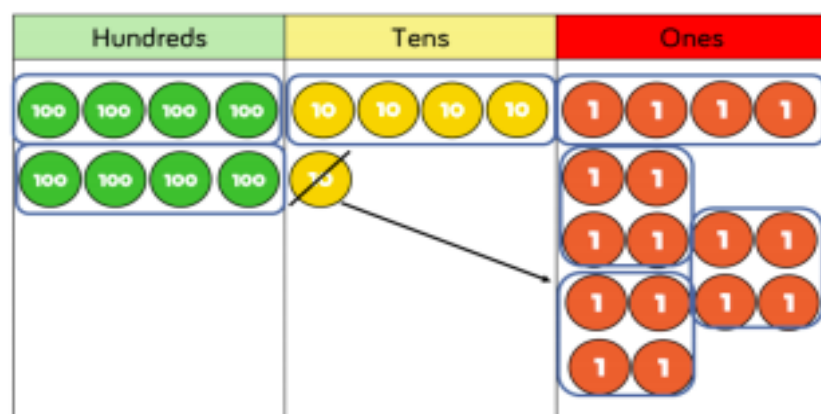 Hundreds Tens Ones
100 100 100 100 10 10 10 10 1 1 1 1
100 100 100 100 10 1 1
1 1 1 1
1 1 1 1
1 1